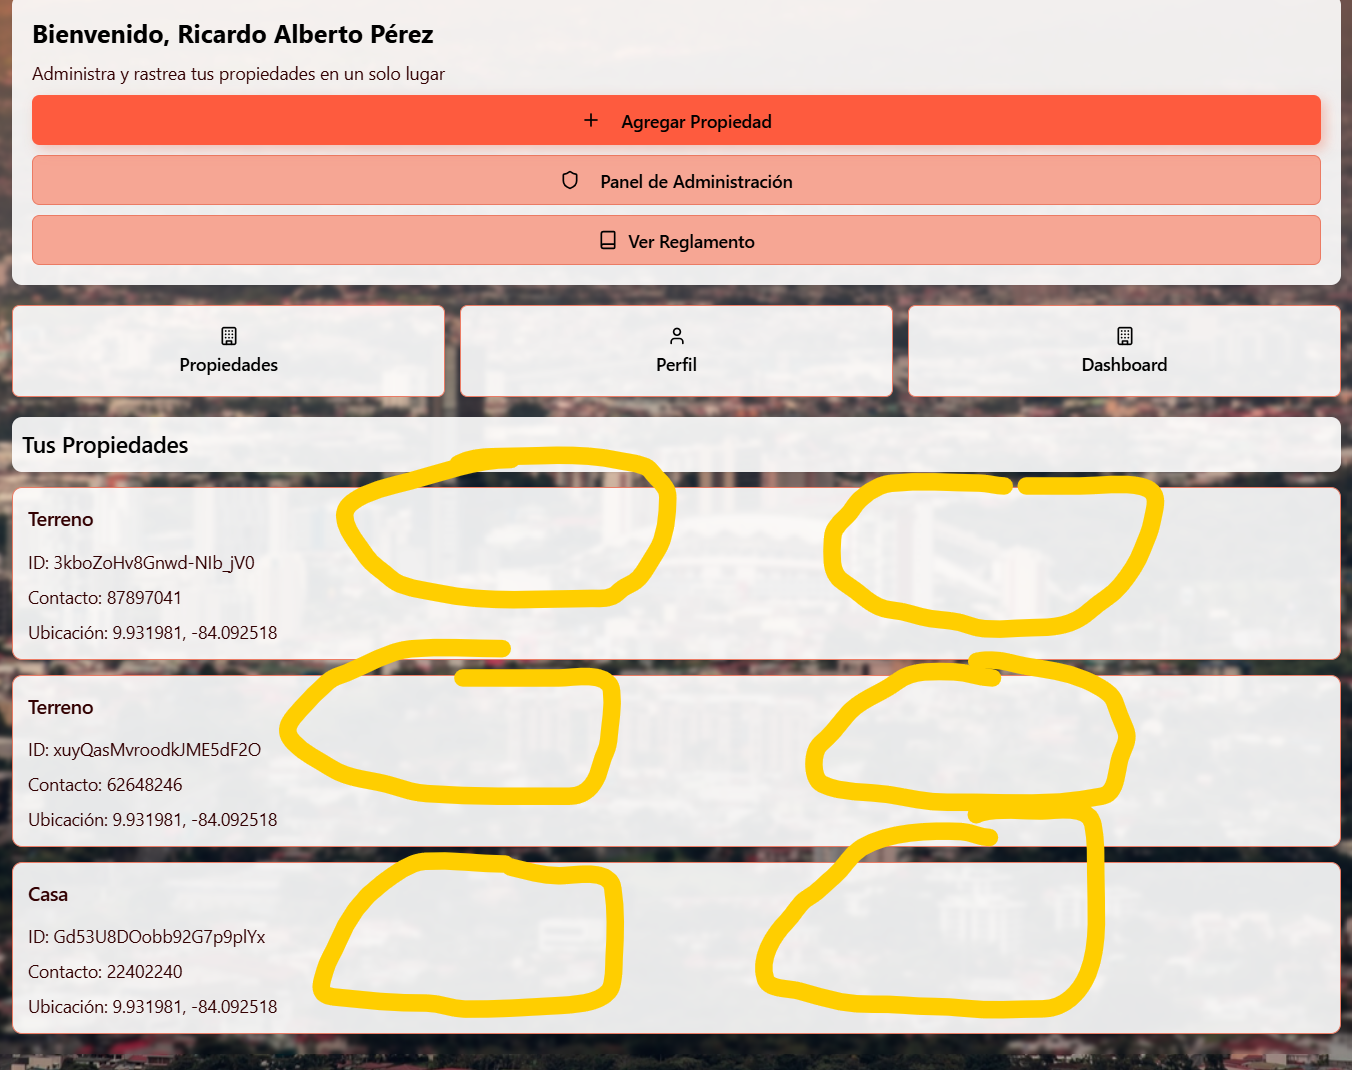 Bienvenido, Ricardo Alberto Pérez
Administra y rastrea tus propiedades en un solo lugar
Agregar Propiedad
Panel de Administración
Ver Reglamento
Propiedades
Perfil
Dashboard
Tus Propiedades
Terreno
ID: 3kboZoHv8Gnwd-NIb_jV0
Contacto: 87897041
Ubicación: 9.931981, -84.092518
Terreno
ID: xuyQasMvroodkJME5dF2O
Contacto: 62648246
Ubicación: 9.931981, -84.092518
Casa
ID: Gd53U8DOobb92G7p9plYx
Contacto: 22402240
Ubicación: 9.931981, -84.092518